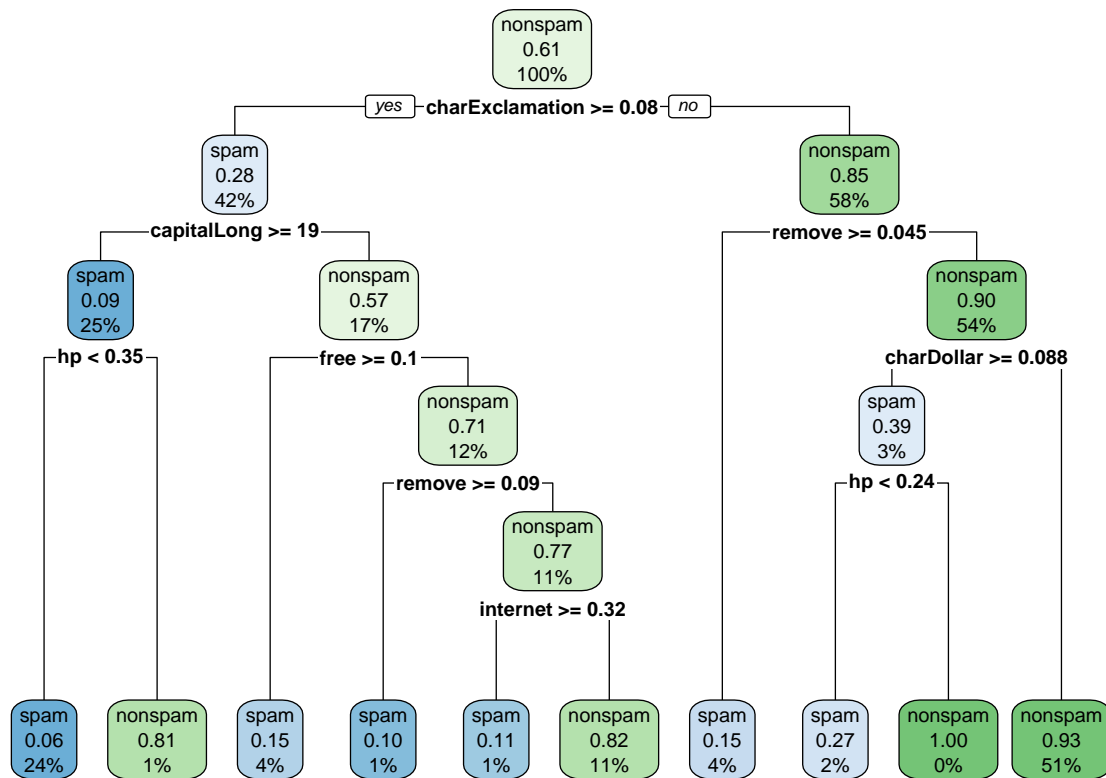 nonspam
0.61
100%
yes charExclamation >= 0.08 no
spam
0.28
42%
nonspam
0.85
58%
capitalLong >= 19
remove >= 0.045
spam
0.09
25%
nonspam
0.57
17%
nonspam
0.90
54%
hp < 0.35
free >= 0.1
charDollar >= 0.088
nonspam
0.71
12%
spam
0.39
3%
remove >= 0.09
hp < 0.24
nonspam
0.77
11%
internet >= 0.32
spam
0.06
24%
nonspam
0.81
1%
spam
0.15
4%
spam
0.10
1%
spam
0.11
1%
nonspam
0.82
11%
spam
0.15
4%
spam
0.27
2%
nonspam
1.00
0%
nonspam
0.93
51%